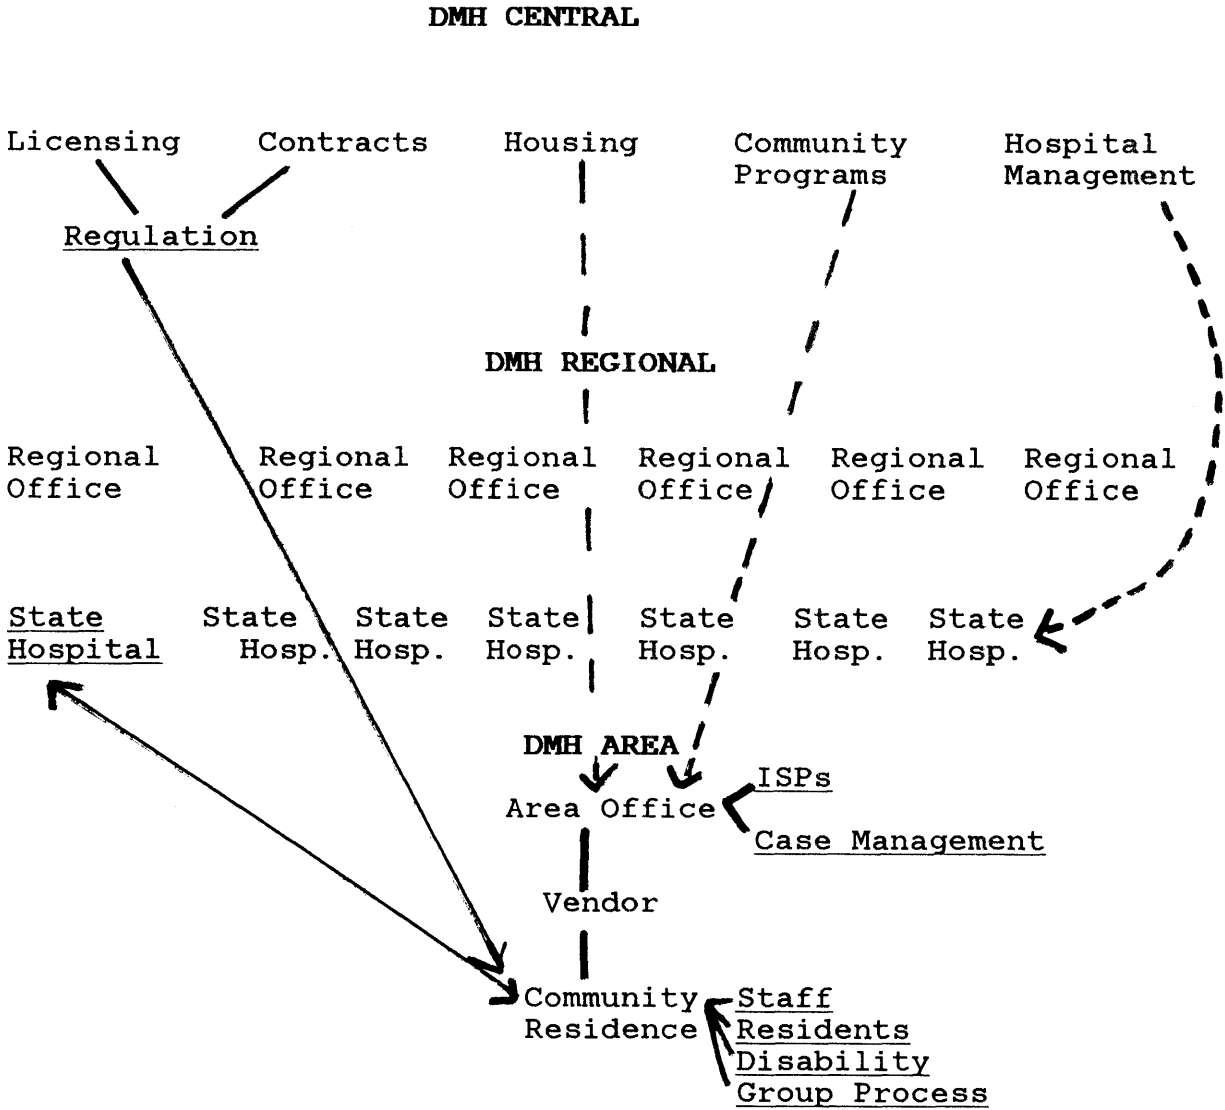 DMH CENTRAL
Licensing Contracts Housing Community Hospital
Programs Management
Regulation
DMH REGIONAL
Regional Regional Regional Regional Regional Regional
Office Office Office Office Office Office
State State State State State State State
Hospital Hosp. Hosp. Hosp. Hosp. Hosp. Hosp.
DMH AREA
ISPs
Area Office
Case Management
Vendor
Community Staff
Residence Residents
Disability
Group Process